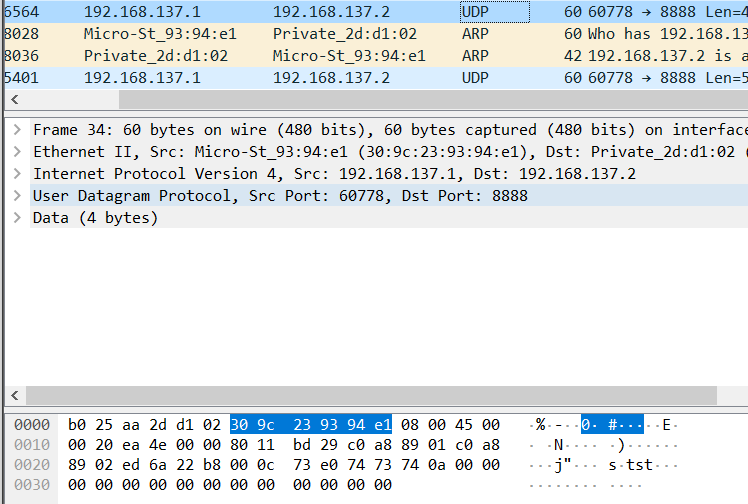 6564 192.168.137.1 192.168.137.2 UDP 60 60778 → 8888 Len=4
8028 Micro-St_93:94:e1 Private_2d:d1:02 ARP 60 Who has 192.168.13
8036 Private_2d:d1:02 Micro-St_93:94:e1 ARP 42 192.168.137.2 is a
5401 192.168.137.1 192.168.137.2 UDP 60 60778 → 8888 Len=5
Frame 34: 60 bytes on wire (480 bits), 60 bytes captured (480 bits) on interface
Ethernet II, Src: Micro-St_93:94:e1 (30:9c:23:93:94:e1), Dst: Private_2d:d1:02 (
Internet Protocol Version 4, Src: 192.168.137.1, Dst: 192.168.137.2
User Datagram Protocol, Src Port: 60778, Dst Port: 8888
Data (4 bytes)
0000 b0 25 aa 2d d1 02 30 9c 23 93 94 e1 08 00 45 00 ·%·-··0·#·····E·
0010 00 20 ea 4e 00 00 80 11 bd 29 c0 a8 89 01 c0 a8 · ·N·····)······
0020 89 02 ed 6a 22 b8 00 0c 73 e0 74 73 74 0a 00 00 ···j"···s·tst···
0030 00 00 00 00 00 00 00 00 00 00 00 00 ············